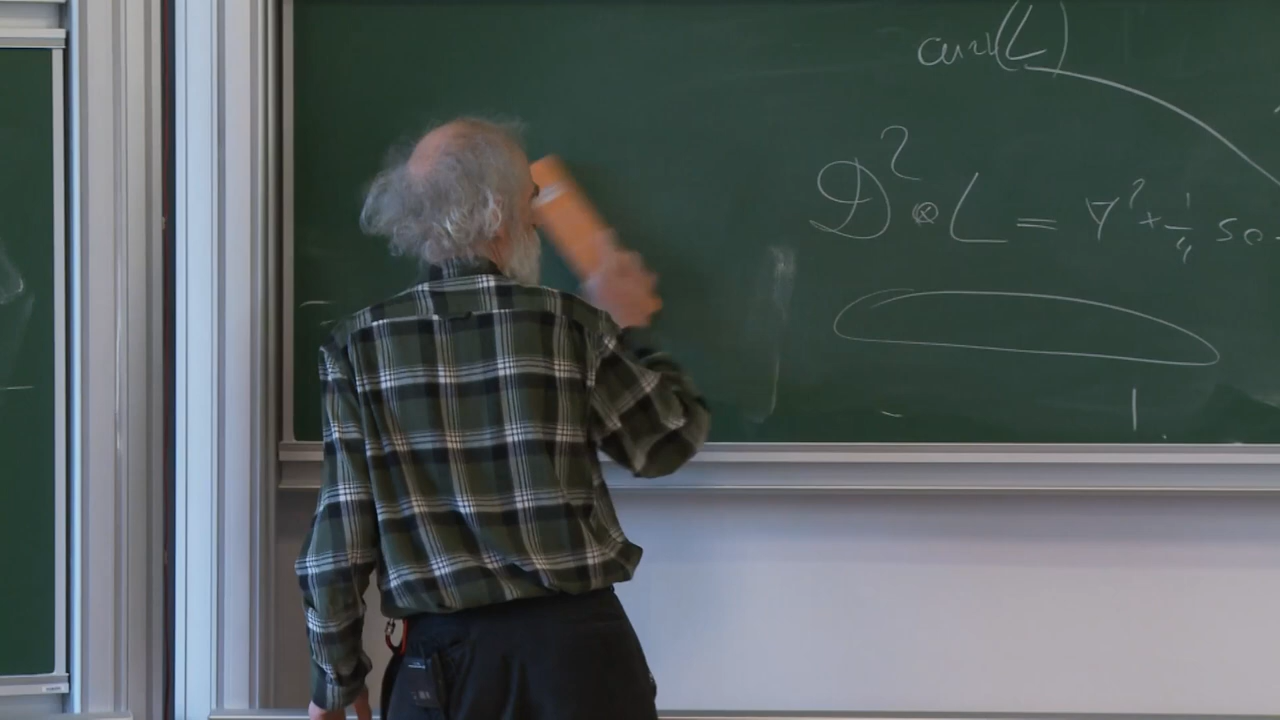 curv(L)
D²⊗L = ∇² + 1/4 Sc